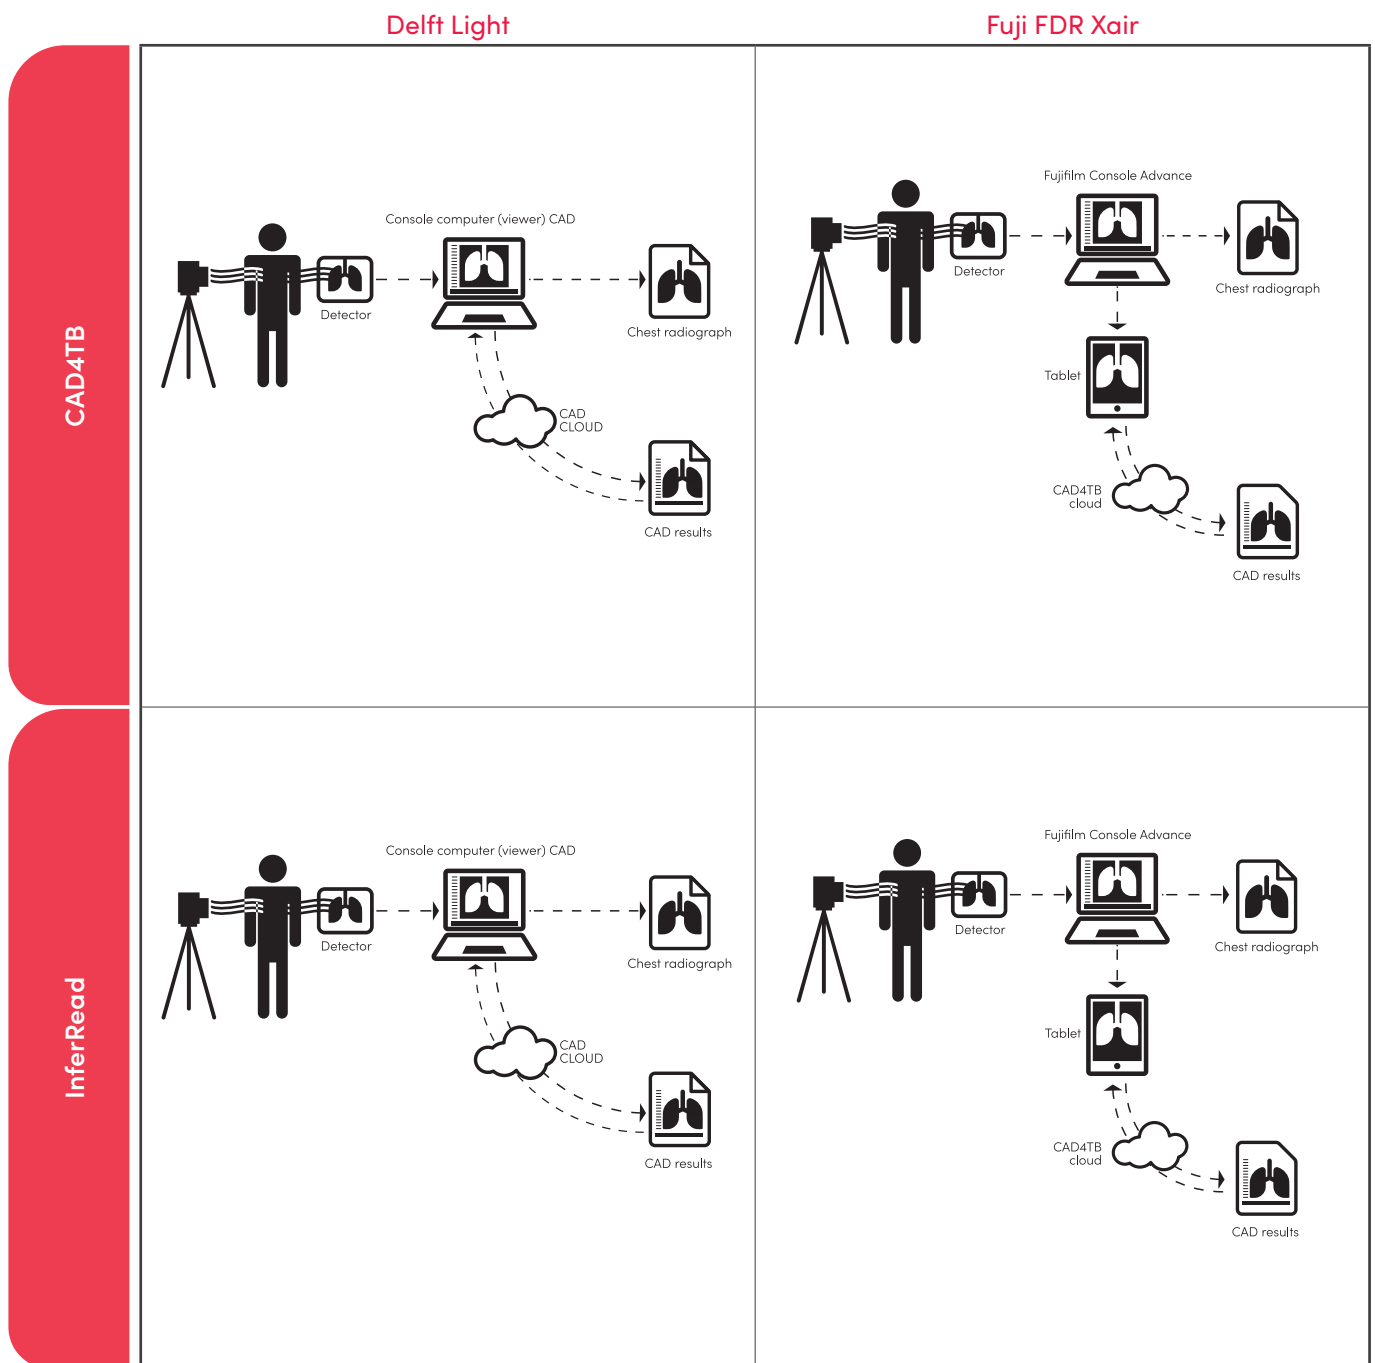 Delft Light
Fuji FDR Xair
CAD4TB
Console computer (viewer) CAD
Detector
Chest radiograph
CAD
CLOUD
CAD results
Fujifilm Console Advance
Detector
Chest radiograph
Tablet
CAD4TB
cloud
CAD results
InferRead
Console computer (viewer) CAD
Detector
Chest radiograph
CAD
CLOUD
CAD results
Fujifilm Console Advance
Detector
Chest radiograph
Tablet
CAD4TB
cloud
CAD results